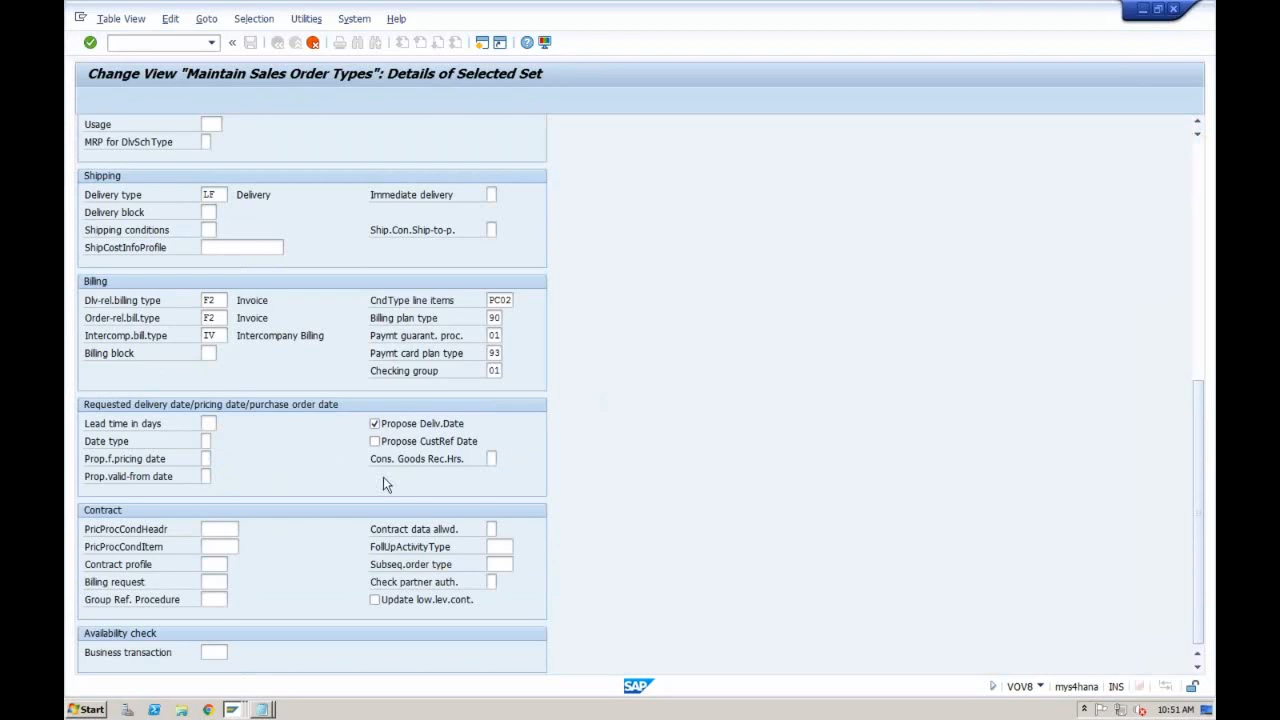 Table View Edit Goto Selection Utilities System Help
Change View "Maintain Sales Order Types": Details of Selected Set
Usage
MRP for DlvSchType
Shipping
Delivery type LF Delivery Immediate delivery
Delivery block
Shipping conditions Ship.Con.Ship-to-p.
ShipCostInfoProfile
Billing
Dlv-rel.billing type F2 Invoice CndType line items PC02
Order-rel.bill.type F2 Invoice Billing plan type 90
Intercomp.bill.type IV Intercompany Billing Paymt guarant. proc. 01
Billing block Paymt card plan type 93
Checking group 01
Requested delivery date/pricing date/purchase order date
Lead time in days Propose Deliv.Date
Date type Propose CustRef Date
Prop.f.pricing date Cons. Goods Rec.Hrs.
Prop.valid-from date
Contract
PricProcCondHeadr Contract data allwd.
PricProcCondItem FollUpActivityType
Contract profile Subseq.order type
Billing request Check partner auth.
Group Ref. Procedure Update low.lev.cont.
Availability check
Business transaction
SAP VOV8 mys4hana INS
Start 10:51 AM